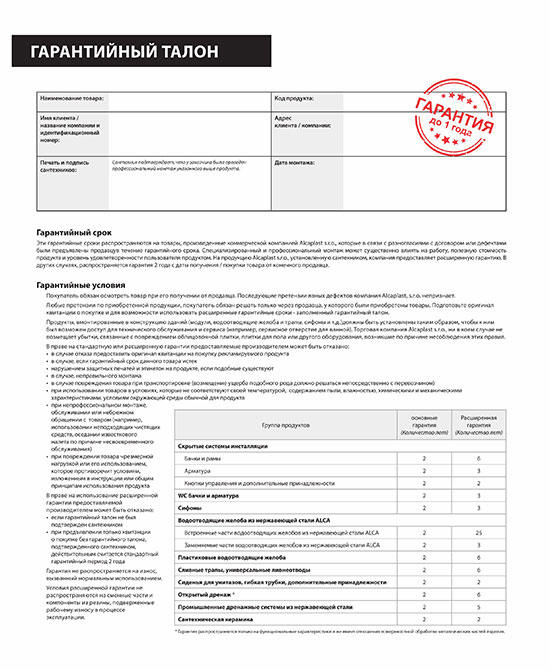 ГАРАНТИЙНЫЙ ТАЛОН
Наименование товара:
Код продукта:
ГАРАНТИЯ
до 1 года
Имя клиента /
название компании и
идентификационный
номер:
Адрес
клиента / компании:
Печать и подпись
сантехников:
Сантехник подтверждает, что у заказчика был проведен
профессиональный монтаж указанного выше продукта.
Дата монтажа:
Гарантийный срок
Эти гарантийные сроки распространяются на товары, произведенные коммерческой компанией Alcaplast s.r.o., которые в связи с разногласиями с договором или дефектами
были предъявлены продавцу в течение гарантийного срока. Специализированный и профессиональный монтаж может существенно влиять на работу, полезную стоимость
продукта и уровень удовлетворенности пользователя продуктом. На продукцию Alcaplast s.r.o., установленную сантехником, компания предоставляет расширенную гарантию. В
других случаях, распространяется гарантия 2 года с даты получения / покупки товара от конечного продавца.
Гарантийные условия
Покупатель обязан осмотреть товар при его получении от продавца. Последующие претензии явных дефектов компания Alcaplast, s.r.o. непризнает.
Любые претензии по приобретенной продукции, покупатель обязан решать только через продавца, у которого были приобретены товары. Подготовьте оригинал
квитанции о покупке и для возможности использовать расширенные гарантийные сроки - заполненный гарантийный талон.
Продукты, вмонтированные в конструкцию зданий (модули, водоотводящие желоба и трапы, сифоны и т.д.)должны быть установлены таким образом, чтобы к ним
был возможен доступ для технического обслуживания и сервиса (например, сервисное отверстие для ванной). Торговая компания Alcaplast s.r.o., ни в коем случае не
возмещает убытки, связанные с повреждением облицовочной плитки, плитки для пола или другого оборудования, возникшие по причине несоблюдения этих правил.
В праве на стандартную или расширенную гарантии предоставляемое производителем может быть отказано:
• в случае отказа предоставить оригинал квитанции на покупку рекламируемого продукта
• в случае, если гарантийный срок данного товара истек
• нарушением защитных печатей и этикеток на продукте, если подобные существуют
• в случае, неправильного монтажа
• в случае повреждения товара при транспортировке (возмещение ущерба подобного рода должно решаться непосредственно с перевозчиком)
• при использовании товаров в условиях, которые не соответствуют своей температурой, содержанием пыли, влажностью, химическими и механическими
характеристиками, условиям окружающей среды обычной для продукта
• при непрофессиональном монтаже,
обслуживании или небрежном
обращении с товаром (например,
использовании неподходящих чистящих
средств, оседании известкового
налета по причине несвоевременного
обслуживания)
• при повреждении товара чрезмерной
нагрузкой или его использованием,
которое противоречит условиям,
изложенным в инструкции или общим
принципам использования продукта
В праве на использование расширенной
гарантии предоставляемой
производителем может быть отказано:
• если гарантийный талон не был
подтвержден сантехником
• при предъявлении только квитанции
о покупке без гарантийного талона,
подтвержденного сантехником,
действительным считается стандартный
гарантийный период 2 года
Гарантия не распространяется на износ,
вызванный нормальным использованием.
Условия расширенной гарантии не
распространяются на сменные части и
компоненты из резины, подверженные
рабочему износу в процессе
эксплуатации.
Группа продуктов
основные
гарантия
(Количество лет)
Расширенная
гарантия
(Количество лет)
Скрытые системы инсталляции
Бачки и рамы 2 6
Арматура 2 3
Кнопки управления и дополнительные принадлежности 2 2
WC бачки и арматура 2 3
Сифоны 2 3
Водоотводящие желоба из нержавеющей стали ALCA
Встроенные части водоотводящих желобов из нержавеющей стали ALCA 2 25
Заменяемые части водоотводящих желобов из нержавеющей стали ALCA 2 3
Пластиковые водоотводящие желоба 2 6
Сливные трапы, универсальные ливнеотводы 2 6
Сиденья для унитазов, гибкая трубки, дополнительные принадлежности 2 2
Открытый дренаж * 2 6
Промышленные дренажные системы из нержавеющей стали 2 5
Сантехническая керамика 2 2
* Гарантия распространяется только на функциональные характеристики и не имеет отношения к поверхностной обработке металлических частей изделия.